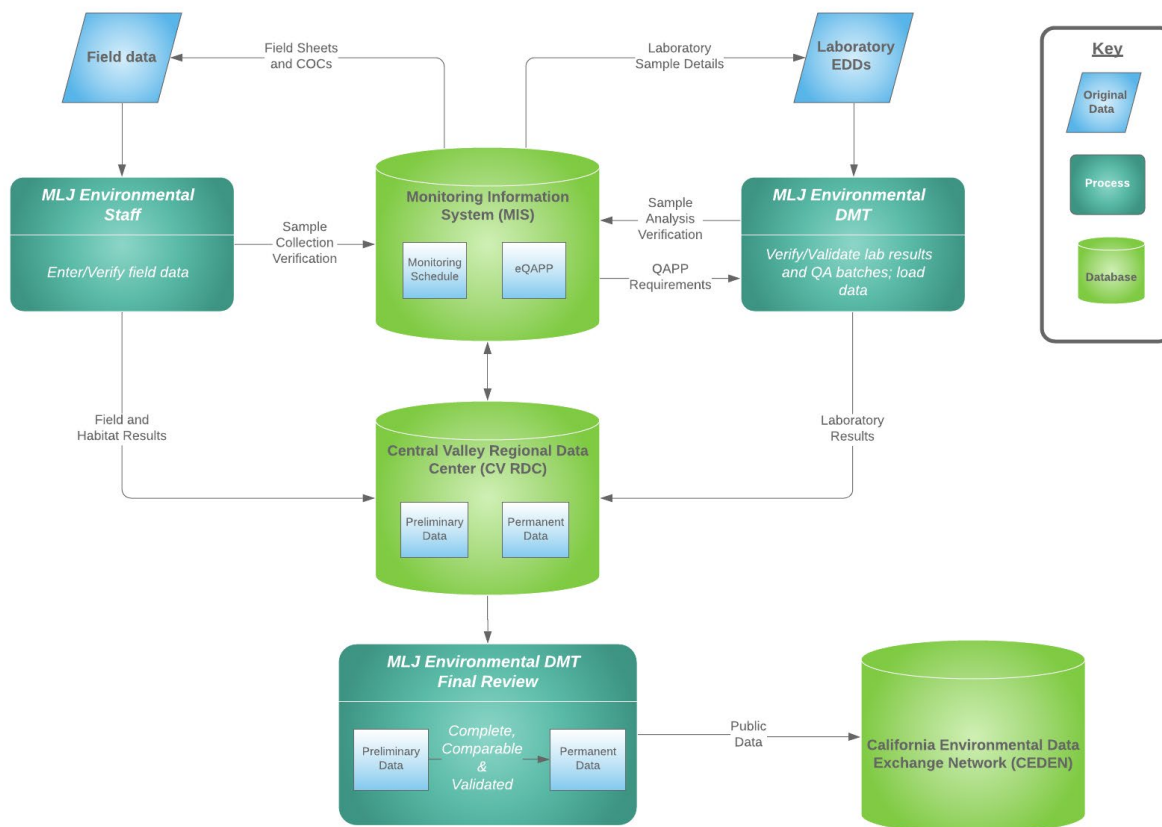 Field data
Field Sheets
and COCs
Laboratory
Sample Details
Laboratory
EDDs
Key
Original
Data
Process
Database
MLJ Environmental
Staff
Enter/Verify field data
Sample
Collection
Verification
Monitoring Information
System (MIS)
Monitoring
Schedule
eQAPP
Sample
Analysis
Verification
QAPP
Requirements
MLJ Environmental
DMT
Verify/Validate lab results
and QA batches; load
data
Field and
Habitat Results
Central Valley Regional Data
Center (CV RDC)
Preliminary
Data
Permanent
Data
Laboratory
Results
MLJ Environmental DMT
Final Review
Preliminary
Data
Complete,
Comparable
&
Validated
Permanent
Data
Public
Data
California Environmental Data
Exchange Network (CEDEN)